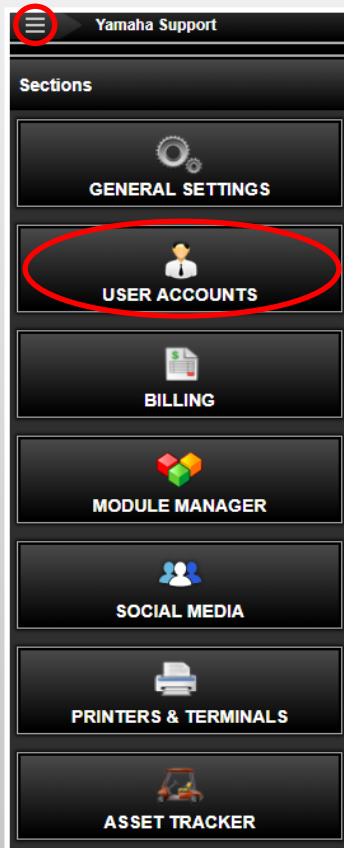 Yamaha Support
Sections
GENERAL SETTINGS
USER ACCOUNTS
$
BILLING
MODULE MANAGER
SOCIAL MEDIA
PRINTERS & TERMINALS
ASSET TRACKER